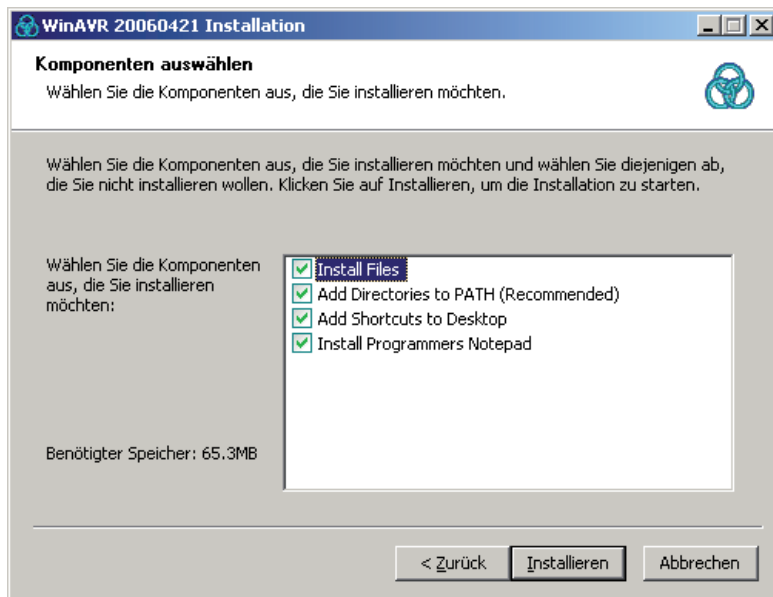 WinAVR 20060421 Installation
Komponenten auswählen
Wählen Sie die Komponenten aus, die Sie installieren möchten.
Wählen Sie die Komponenten aus, die Sie installieren möchten und wählen Sie diejenigen ab,
die Sie nicht installieren wollen. Klicken Sie auf Installieren, um die Installation zu starten.
Wählen Sie die Komponenten
aus, die Sie installieren
möchten:
Install Files
Add Directories to PATH (Recommended)
Add Shortcuts to Desktop
Install Programmers Notepad
Benötigter Speicher: 65.3MB
< Zurück
Installieren
Abbrechen